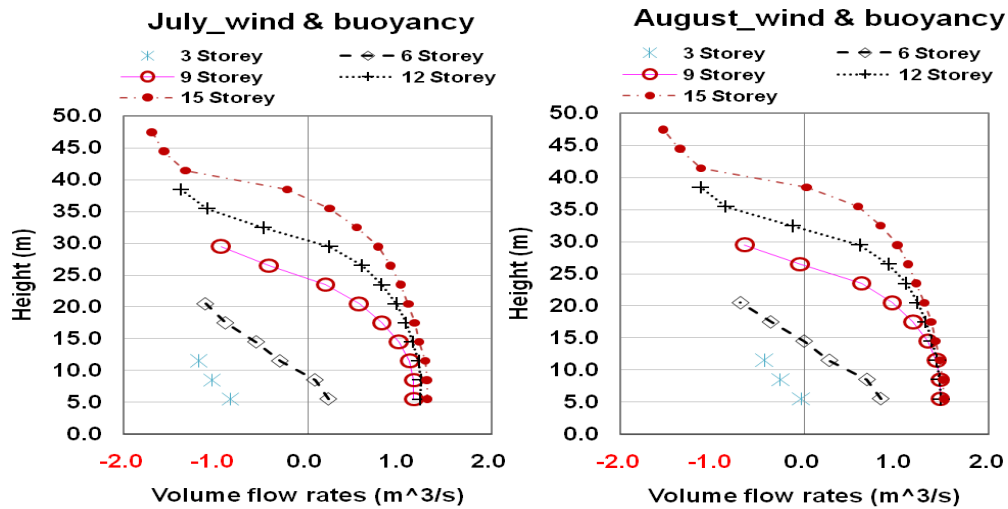 July_wind & buoyancy
3 Storey
6 Storey
9 Storey
12 Storey
15 Storey
50.0
45.0
40.0
35.0
30.0
25.0
20.0
15.0
10.0
5.0
0.0
Height (m)
-2.0 -1.0 0.0 1.0 2.0
Volume flow rates (m^3/s)
August_wind & buoyancy
3 Storey
6 Storey
9 Storey
12 Storey
15 Storey
50.0
45.0
40.0
35.0
30.0
25.0
20.0
15.0
10.0
5.0
0.0
Height (m)
-2.0 -1.0 0.0 1.0 2.0
Volume flow rates (m^3/s)